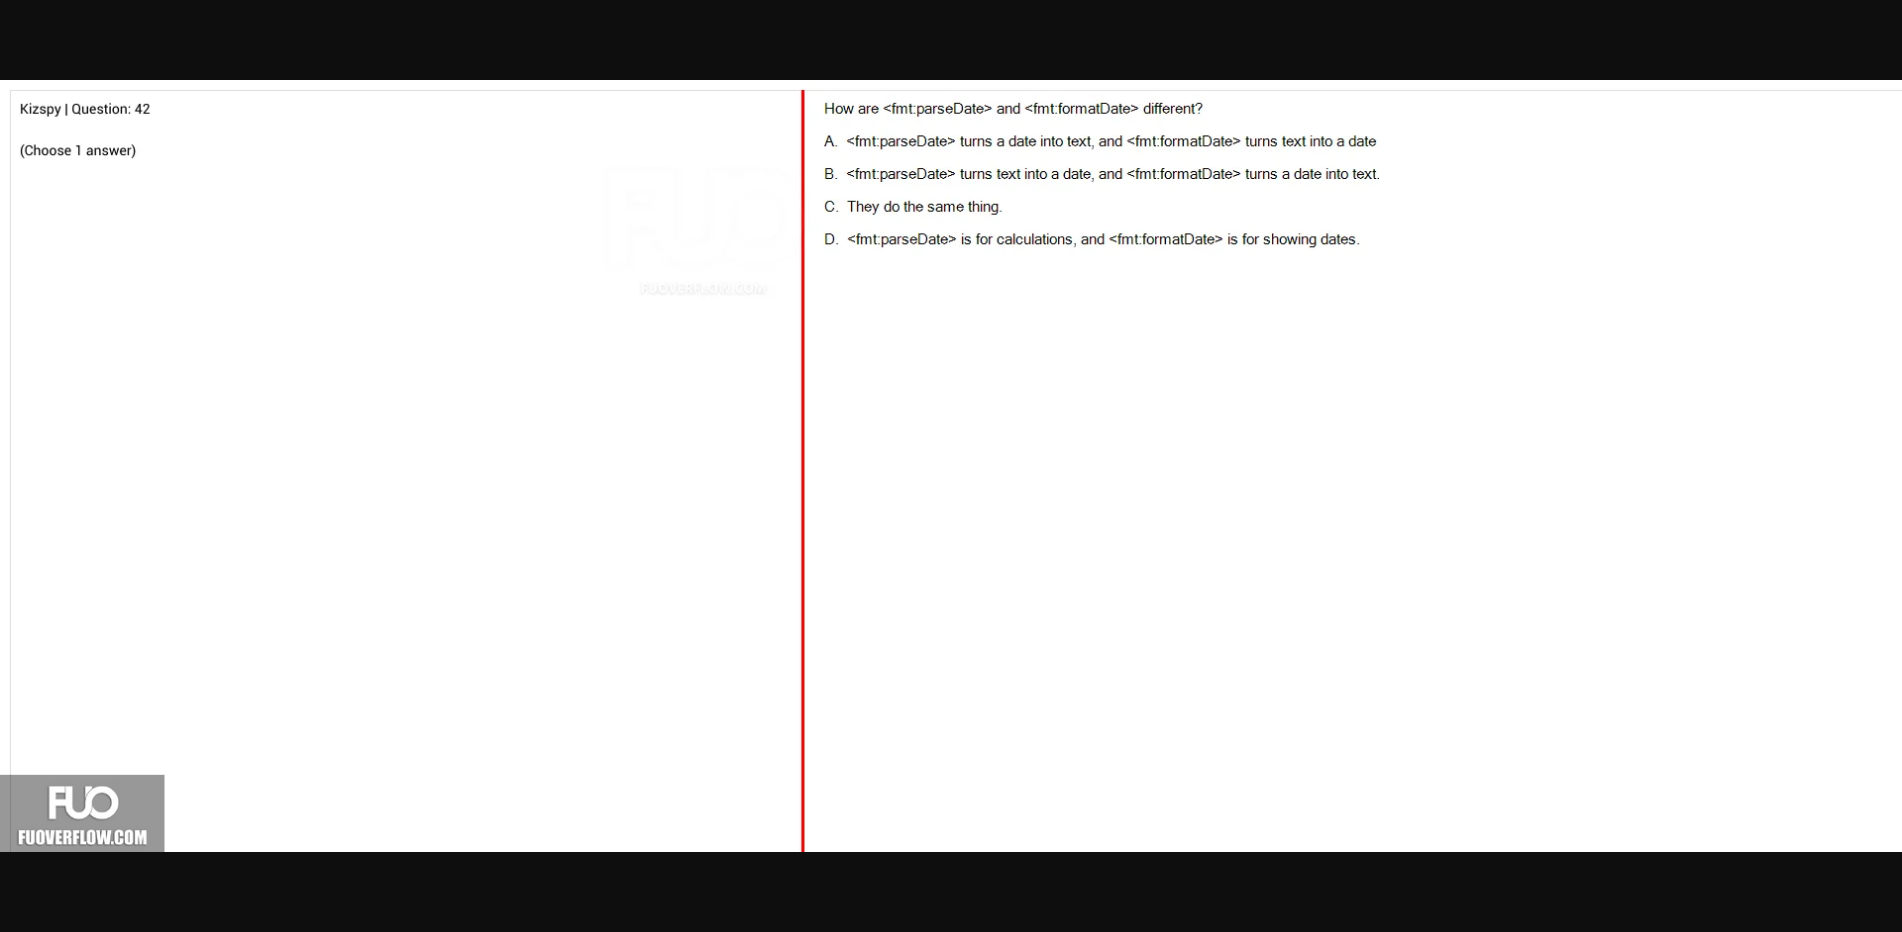 Kizspy | Question: 42
(Choose 1 answer)
How are <fmt:parseDate> and <fmt:formatDate> different?
A. <fmt:parseDate> turns a date into text, and <fmt:formatDate> turns text into a date
B. <fmt:parseDate> turns text into a date, and <fmt:formatDate> turns a date into text.
C. They do the same thing.
D. <fmt:parseDate> is for calculations, and <fmt:formatDate> is for showing dates.
FUO
FUOVERFLOW.COM
FUO
FUOVERFLOW.COM